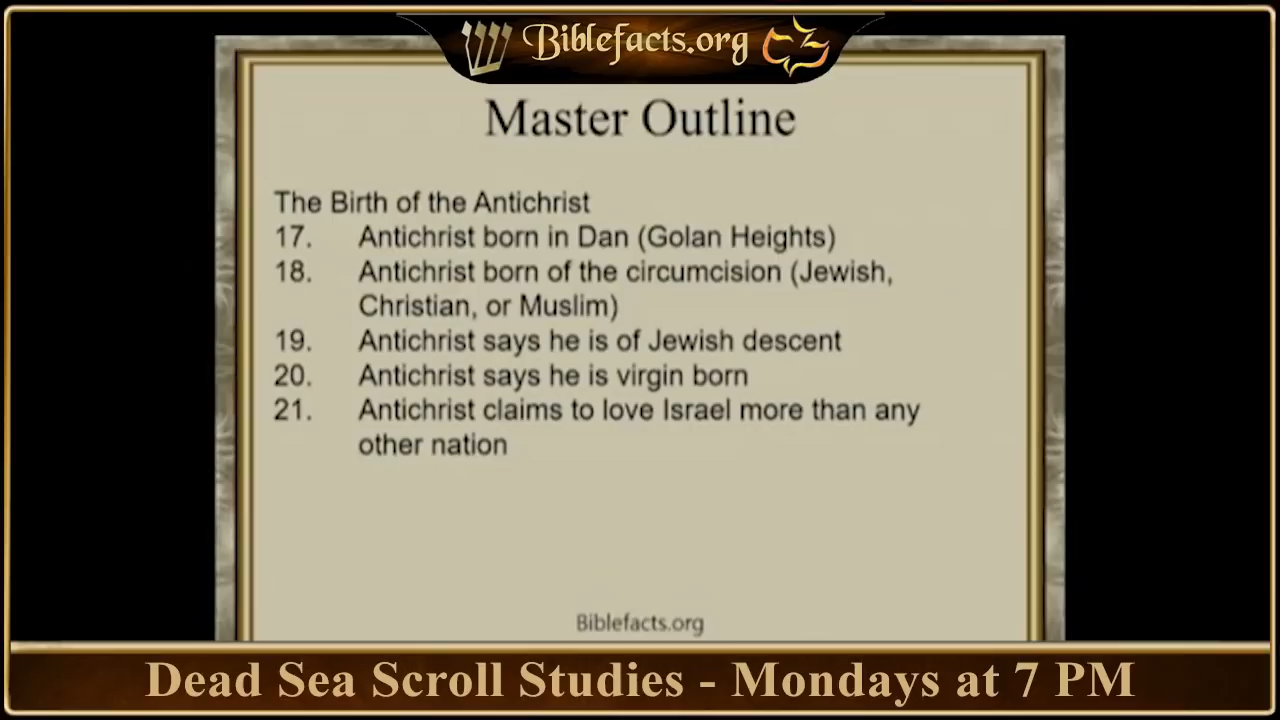 Biblefacts.org
Master Outline
The Birth of the Antichrist
17. Antichrist born in Dan (Golan Heights)
18. Antichrist born of the circumcision (Jewish,
Christian, or Muslim)
19. Antichrist says he is of Jewish descent
20. Antichrist says he is virgin born
21. Antichrist claims to love Israel more than any
other nation
Biblefacts.org
Dead Sea Scroll Studies - Mondays at 7 PM